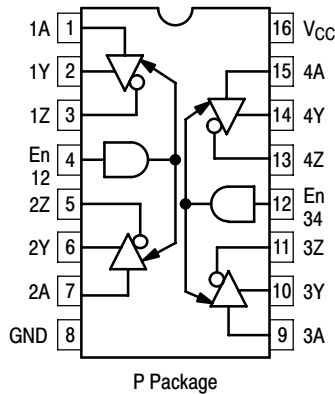 1A 1 16 VCC
1Y 2 15 4A
1Z 3 14 4Y
En 12 4 13 4Z
2Z 5 12 En 34
2Y 6 11 3Z
2A 7 10 3Y
GND 8 9 3A
P Package